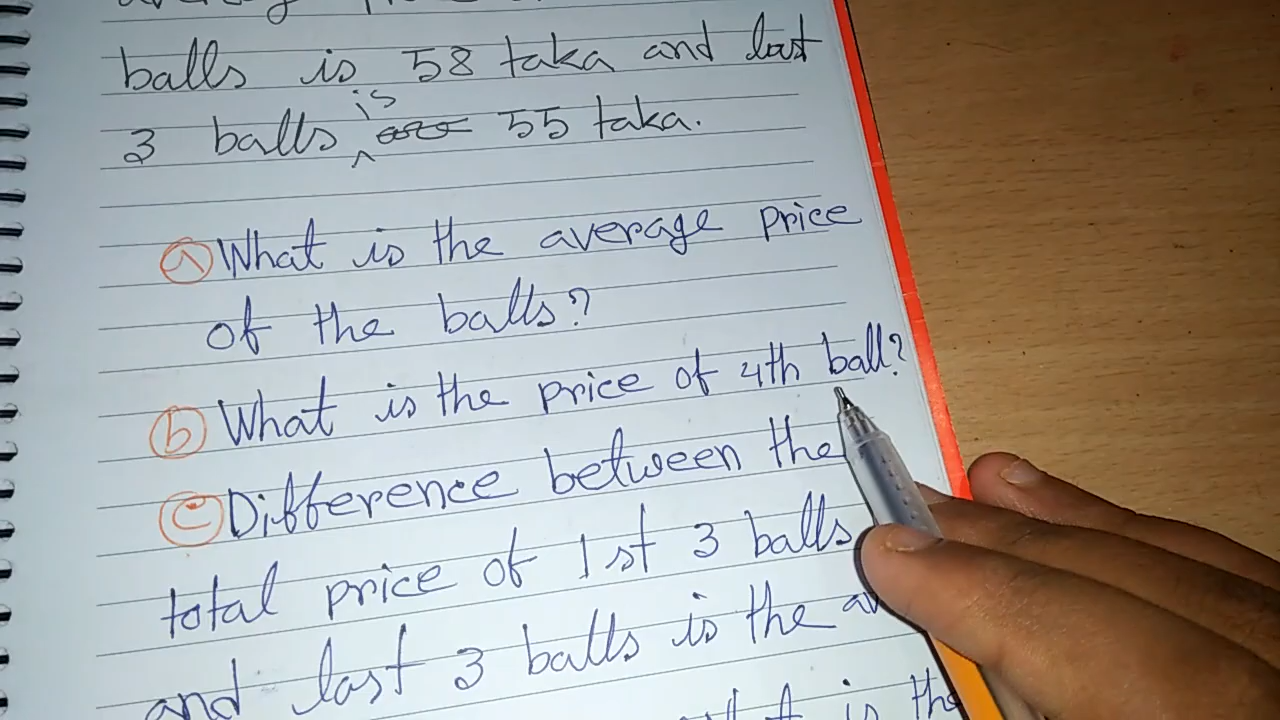 balls is 58 taka and last
is
3 balls 55 taka.
a What is the average price
of the balls?
b What is the price of 4th ball?
c Difference between the
total price of 1st 3 balls
and last 3 balls is the
is the